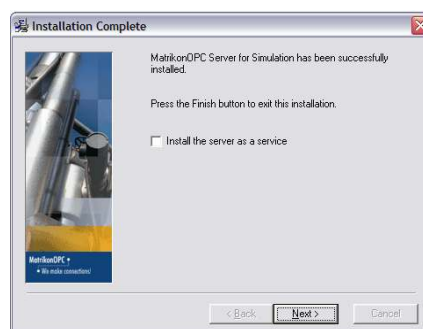 Installation Complete
MatrikonOPC Server for Simulation has been successfully
installed.
Press the Finish button to exit this installation.
Install the server as a service
MatrikonOPC
We make connections!
< Back
Next >
Cancel